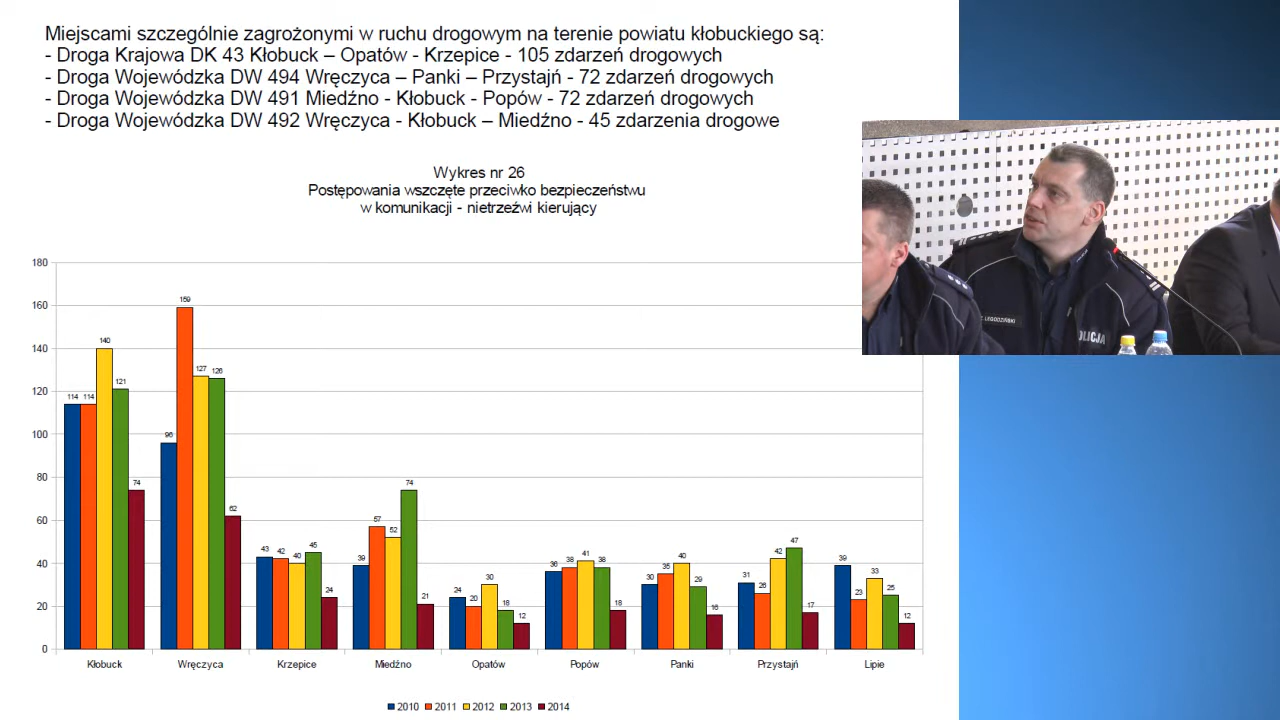 Miejscami szczególnie zagrożonymi w ruchu drogowym na terenie powiatu kłobuckiego są:
- Droga Krajowa DK 43 Kłobuck – Opatów - Krzepice - 105 zdarzeń drogowych
- Droga Wojewódzka DW 494 Wręczyca – Panki – Przystajń - 72 zdarzeń drogowych
- Droga Wojewódzka DW 491 Miedźno - Kłobuck - Popów - 72 zdarzeń drogowych
- Droga Wojewódzka DW 492 Wręczyca - Kłobuck – Miedźno - 45 zdarzenia drogowe
Wykres nr 26
Postępowania wszczęte przeciwko bezpieczeństwu
w komunikacji - nietrzeźwi kierujący
180
160
140
120
100
80
60
40
20
0
114 114 140 121 74
96 159 127 126 62
43 42 40 45 24
39 57 52 74 21
24 20 30 18 12
36 38 41 38 18
30 35 40 29 16
31 26 42 47 17
39 23 33 25 12
Kłobuck Wręczyca Krzepice Miedźno Opatów Popów Panki Przystajń Lipie
2010 2011 2012 2013 2014
OLICJA